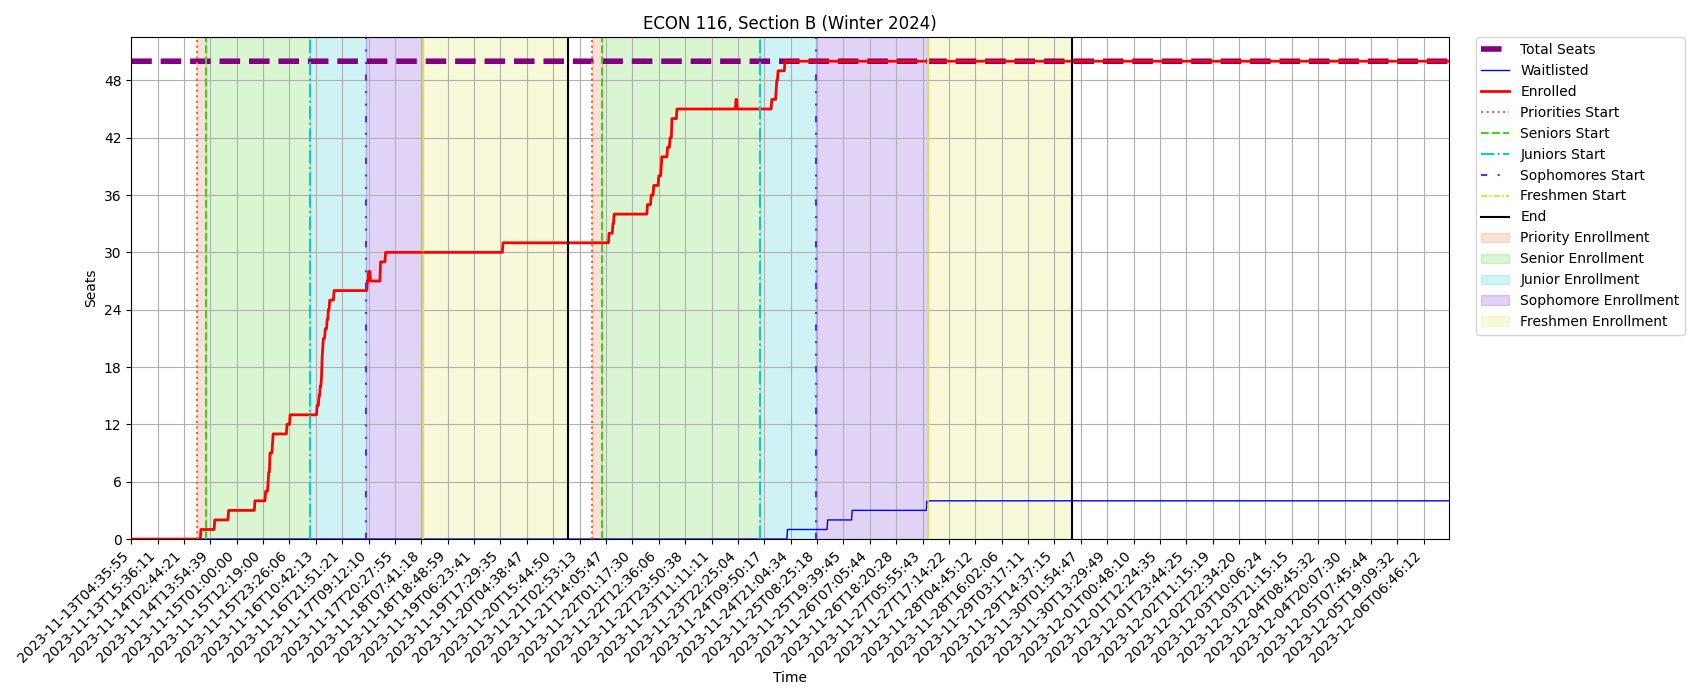 ECON 116, Section B (Winter 2024)
Seats
48
42
36
30
24
18
12
6
0
2023-11-13T04:35:55
2023-11-13T15:36:11
2023-11-14T02:44:21
2023-11-14T13:54:39
2023-11-15T01:00:00
2023-11-15T12:19:00
2023-11-15T23:26:06
2023-11-16T10:42:13
2023-11-16T21:51:21
2023-11-17T09:12:10
2023-11-17T20:27:55
2023-11-18T07:41:18
2023-11-18T18:48:59
2023-11-19T06:23:41
2023-11-19T17:29:35
2023-11-20T04:38:47
2023-11-20T15:44:50
2023-11-21T02:53:13
2023-11-21T14:05:47
2023-11-22T01:17:30
2023-11-22T12:36:06
2023-11-22T23:50:38
2023-11-23T11:11:11
2023-11-23T22:25:04
2023-11-24T09:50:17
2023-11-24T21:04:34
2023-11-25T08:25:18
2023-11-25T19:39:45
2023-11-26T07:05:44
2023-11-26T18:20:28
2023-11-27T05:55:43
2023-11-27T17:14:22
2023-11-28T04:45:12
2023-11-28T16:02:06
2023-11-29T03:17:11
2023-11-29T14:37:15
2023-11-30T01:54:47
2023-11-30T13:29:49
2023-12-01T00:48:10
2023-12-01T12:24:35
2023-12-01T23:44:25
2023-12-02T11:15:19
2023-12-02T22:34:20
2023-12-03T10:06:24
2023-12-03T21:15:15
2023-12-04T08:45:32
2023-12-04T20:07:30
2023-12-05T07:45:44
2023-12-05T19:09:32
2023-12-06T06:46:12
Time
Total Seats
Waitlisted
Enrolled
Priorities Start
Seniors Start
Juniors Start
Sophomores Start
Freshmen Start
End
Priority Enrollment
Senior Enrollment
Junior Enrollment
Sophomore Enrollment
Freshmen Enrollment